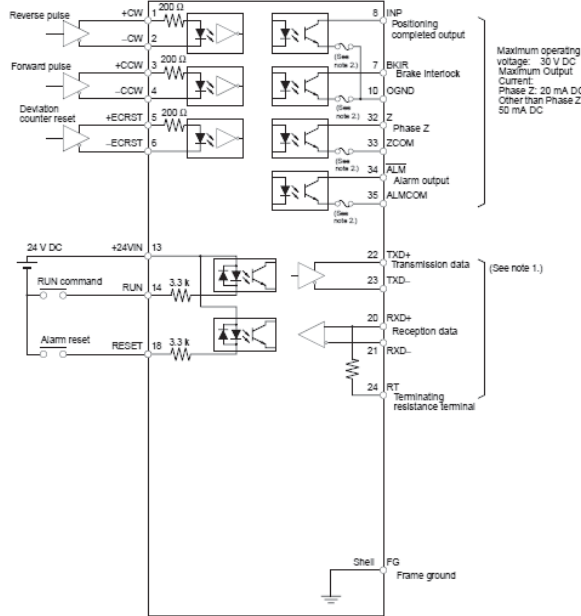 Reverse pulse
+CW 1 200 Ω
–CW 2
Forward pulse
+CCW 3 200 Ω
–CCW 4
Deviation
counter reset
+ECRST 5 200 Ω
–ECRST 6
24 V DC
+24VIN 13
RUN command
RUN 14 3.3 k
Alarm reset
RESET 18 3.3 k
8 INP
Positioning
completed output
(See
note 2.)
7 BKIR
Brake Interlock
10 OGND
(See
note 2.)
32 Z
Phase Z
33 ZCOM
(See
note 2.)
34 ALM
Alarm output
35 ALMCOM
(See
note 2.)
Maximum operating
voltage: 30 V DC
Maximum Output
Current:
Phase Z: 20 mA DC
Other than Phase Z
50 mA DC
22 TXD+
Transmission data
23 TXD–
(See note 1.)
20 RXD+
Reception data
21 RXD–
24 RT
Terminating
resistance terminal
Shell FG
Frame ground